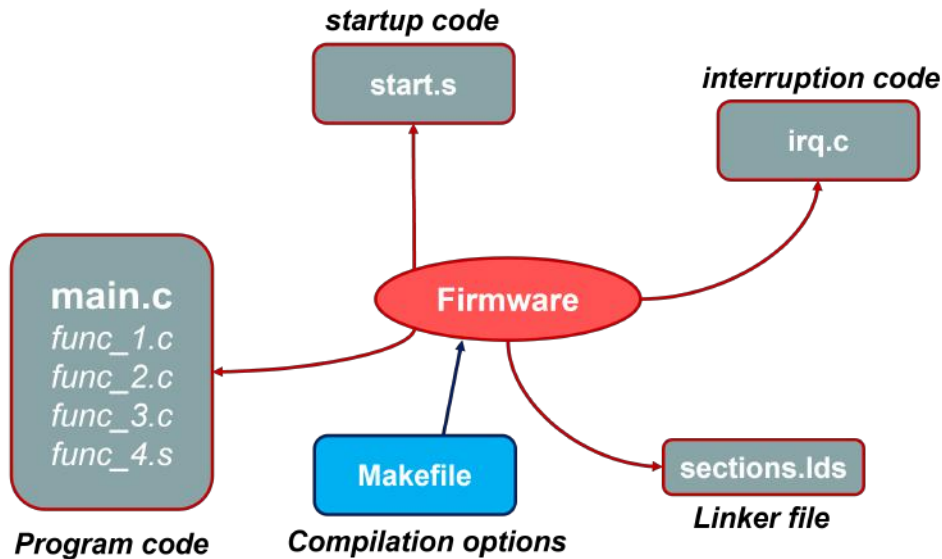 startup code
start.s
interruption code
irq.c
main.c
func_1.c
func_2.c
func_3.c
func_4.s
Program code
Firmware
Makefile
Compilation options
sections.lds
Linker file